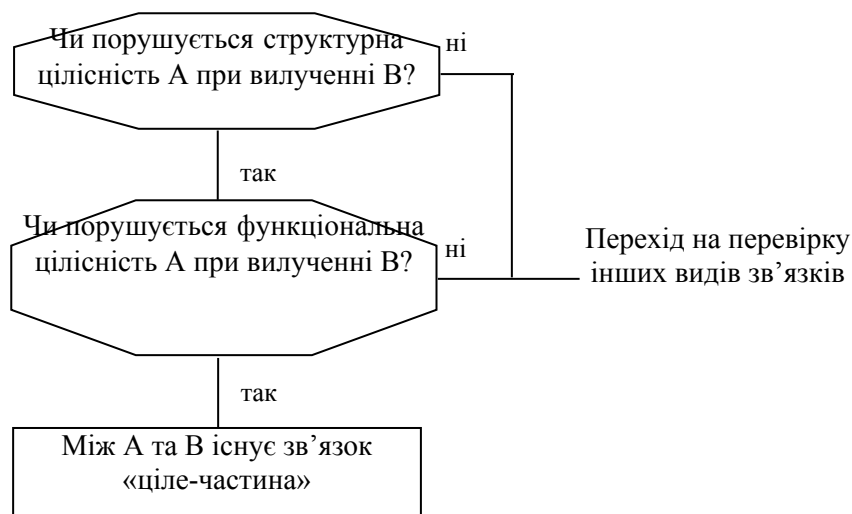 Чи порушується структурна
цілісність А при вилученні В?
ні
так
Чи порушується функціональна
цілісність А при вилученні В?
ні
Перехід на перевірку
інших видів зв’язків
так
Між А та В існує зв’язок
«ціле-частина»